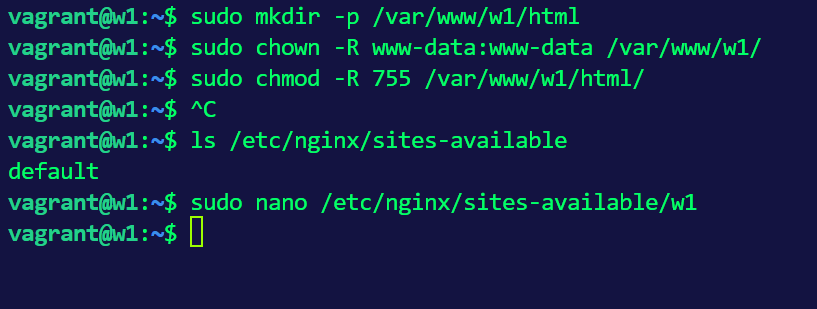 vagrant@w1:~$ sudo mkdir -p /var/www/w1/html
vagrant@w1:~$ sudo chown -R www-data:www-data /var/www/w1/
vagrant@w1:~$ sudo chmod -R 755 /var/www/w1/html/
vagrant@w1:~$ ^C
vagrant@w1:~$ ls /etc/nginx/sites-available
default
vagrant@w1:~$ sudo nano /etc/nginx/sites-available/w1
vagrant@w1:~$